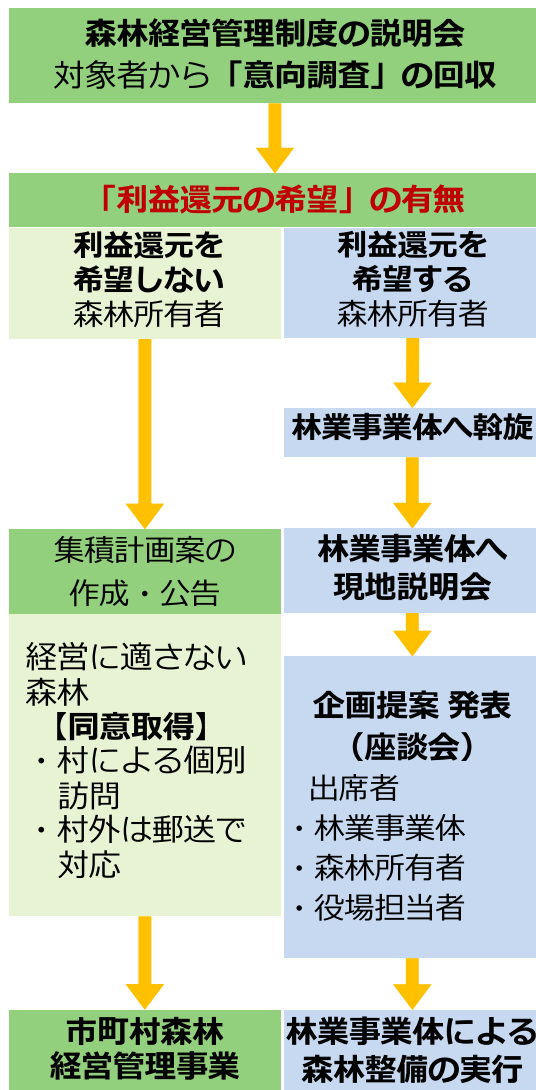 森林経営管理制度の説明会
対象者から「意向調査」の回収
「利益還元の希望」の有無
利益還元を
希望しない
森林所有者
利益還元を
希望する
森林所有者
林業事業体へ斡旋
集積計画案の
作成・公告
林業事業体へ
現地説明会
経営に適さない
森林
【同意取得】
・村による個別
訪問
・村外は郵送で
対応
企画提案 発表
（座談会）
出席者
・林業事業体
・森林所有者
・役場担当者
市町村森林
経営管理事業
林業事業体による
森林整備の実行